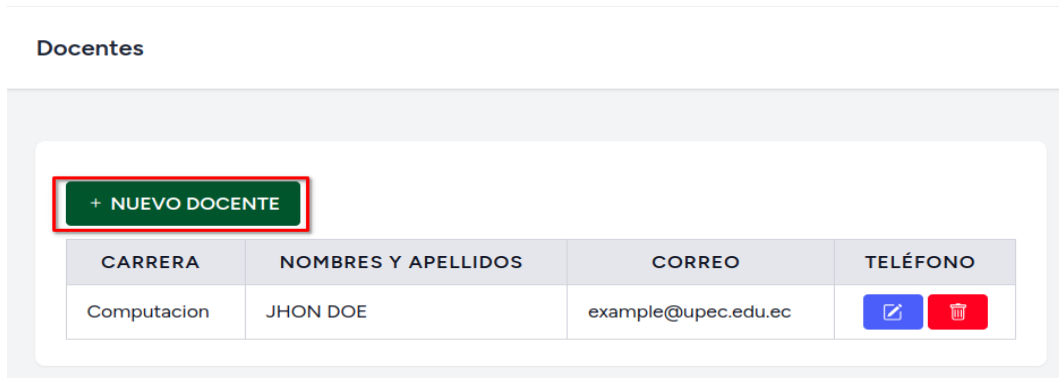 Docentes
+ NUEVO DOCENTE
CARRERA NOMBRES Y APELLIDOS CORREO TELÉFONO
Computacion JHON DOE example@upec.edu.ec